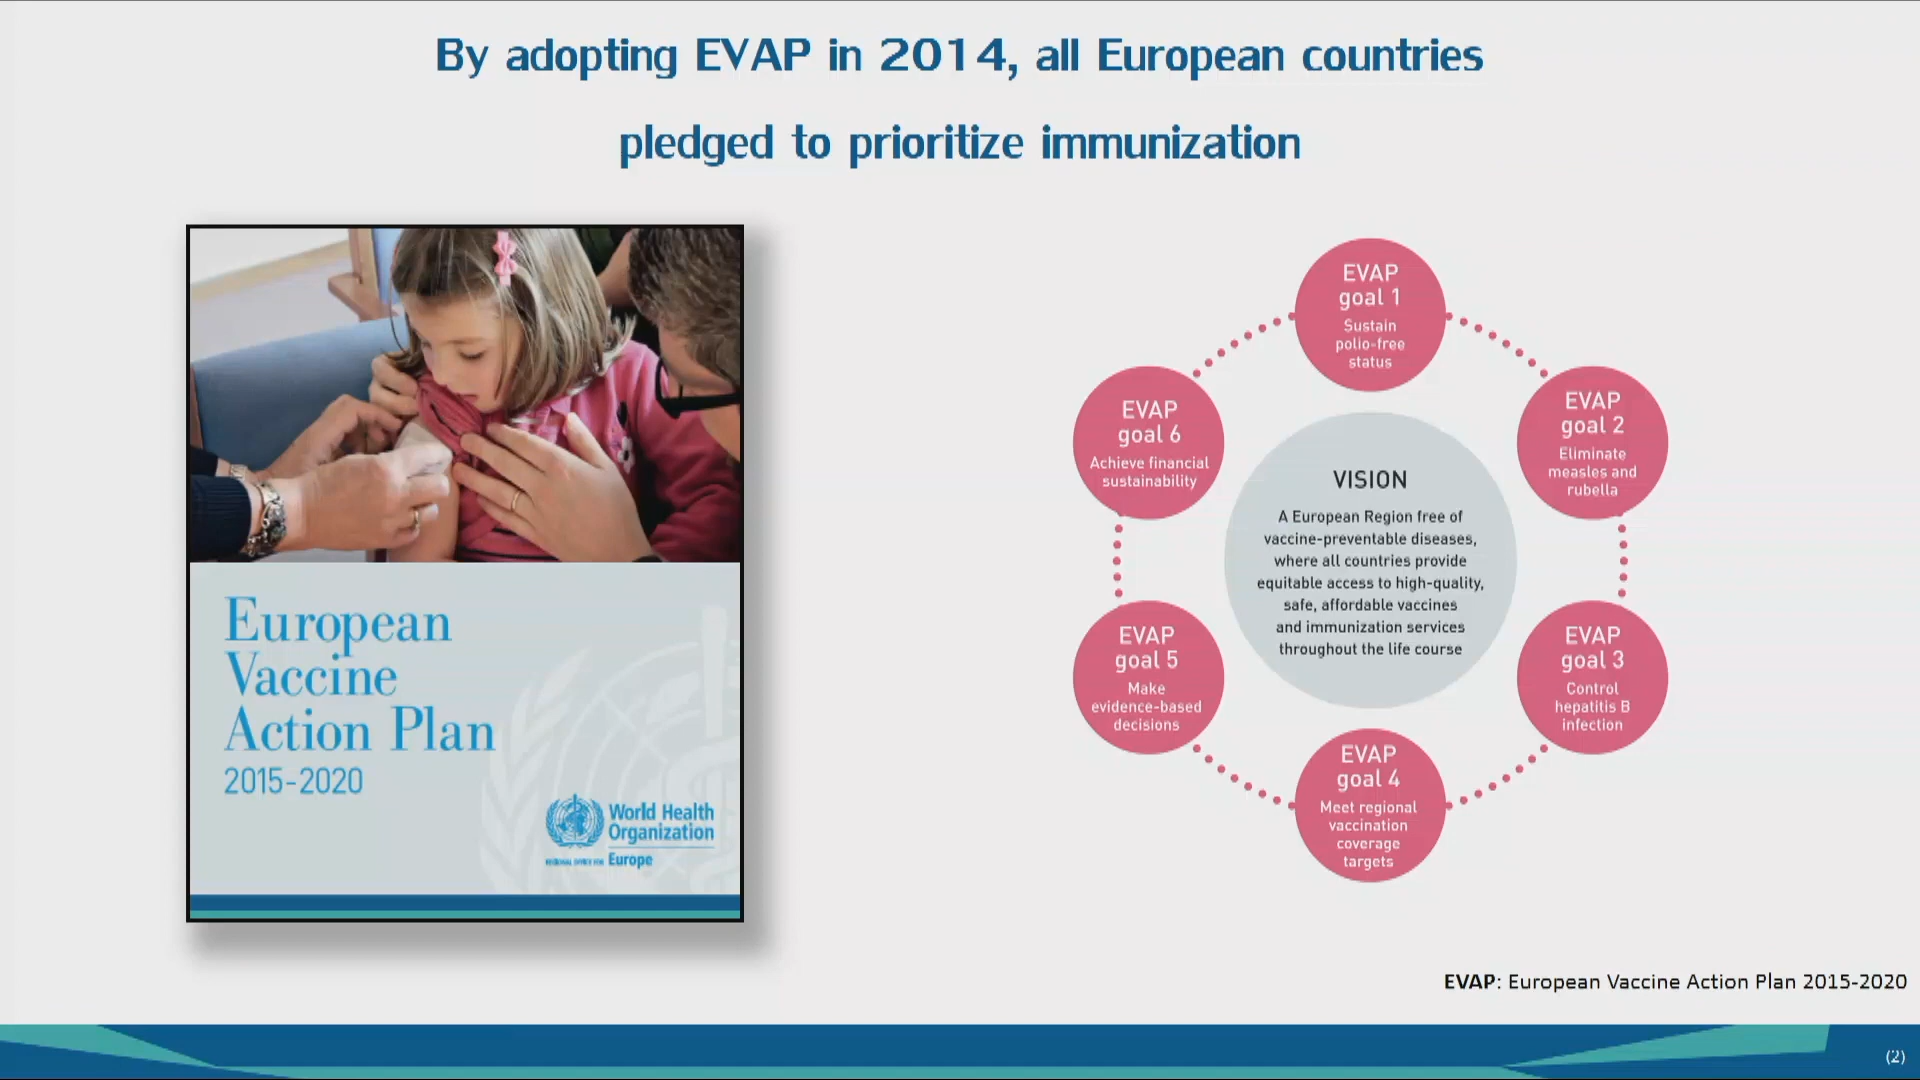 By adopting EVAP in 2014, all European countries
pledged to prioritize immunization
European
Vaccine
Action Plan
2015-2020
World Health
Organization
REGIONAL OFFICE FOR Europe
EVAP
goal 1
Sustain
polio-free
status
EVAP
goal 2
Eliminate
measles and
rubella
EVAP
goal 3
Control
hepatitis B
infection
EVAP
goal 4
Meet regional
vaccination
coverage
targets
EVAP
goal 5
Make
evidence-based
decisions
EVAP
goal 6
Achieve financial
sustainability
VISION
A European Region free of
vaccine-preventable diseases,
where all countries provide
equitable access to high-quality,
safe, affordable vaccines
and immunization services
throughout the life course
EVAP: European Vaccine Action Plan 2015-2020
(2)